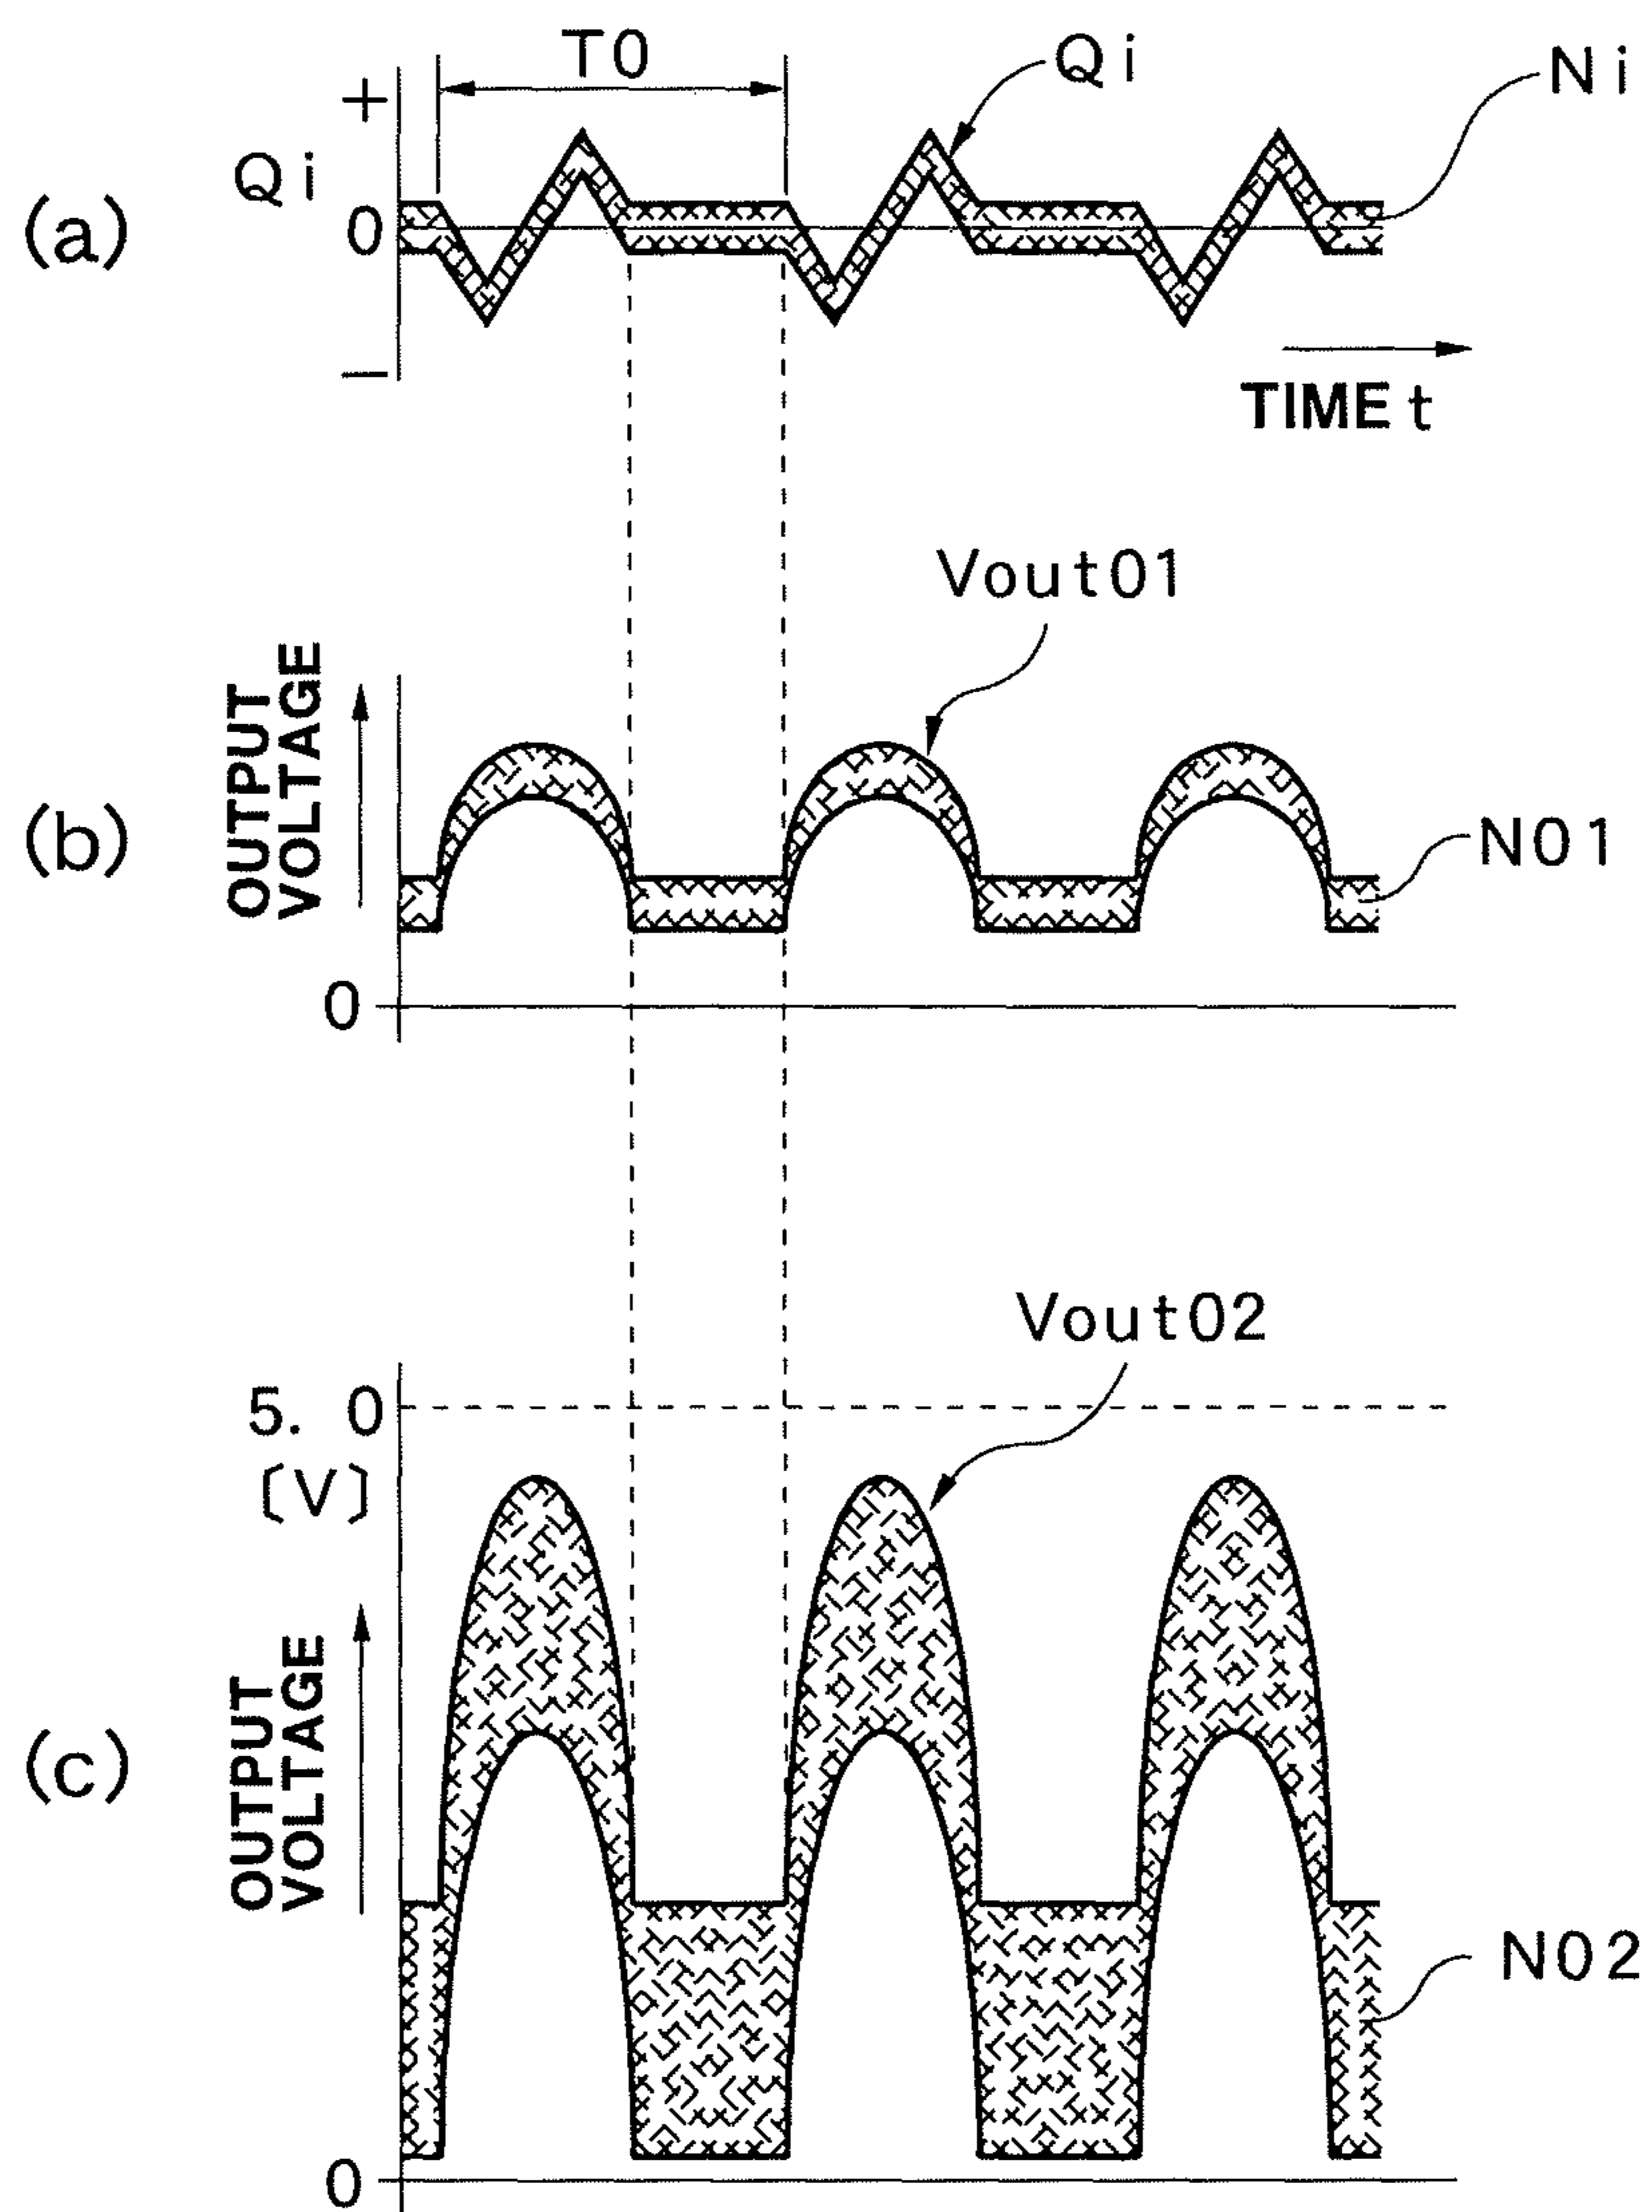 (a)
T0
Qi
Ni
+
Qi
0
−
TIME t
(b)
OUTPUT
VOLTAGE
Vout01
N01
0
(c)
Vout02
5. 0
[V]
OUTPUT
VOLTAGE
N02
0